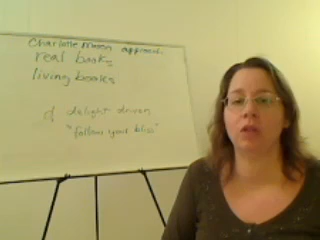 Charlotte Mason approach:
real books
living books
delight driven
"follow your bliss"